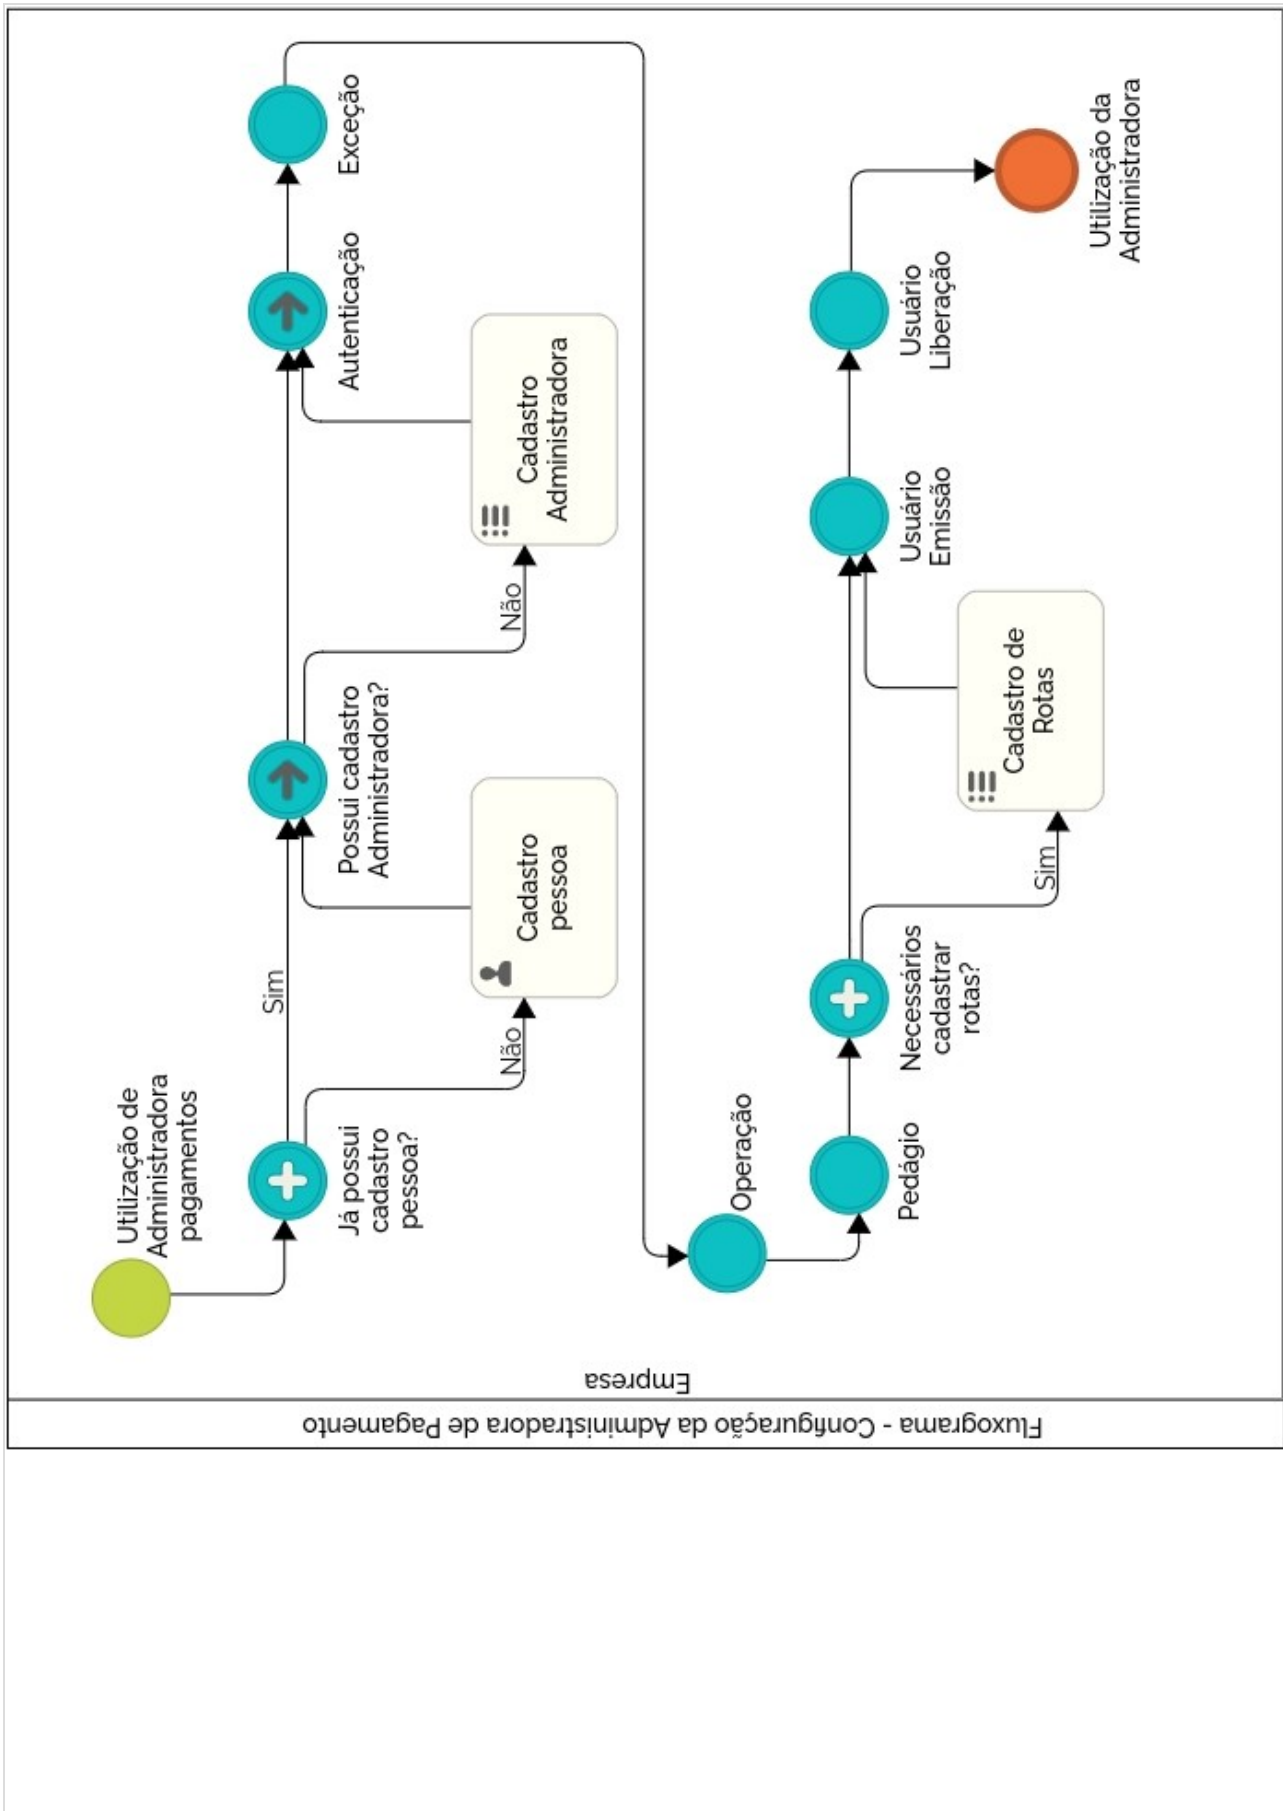 Fluxograma - Configuração da Administradora de Pagamento
Empresa
Utilização de
Administradora
pagamentos
Já possui
cadastro
pessoa?
Sim
Não
Cadastro
pessoa
Possui cadastro
Administradora?
Não
Cadastro
Administradora
Autenticação
Exceção
Operação
Pedágio
Necessários
cadastrar
rotas?
Sim
Cadastro de
Rotas
Usuário
Emissão
Usuário
Liberação
Utilização da
Administradora